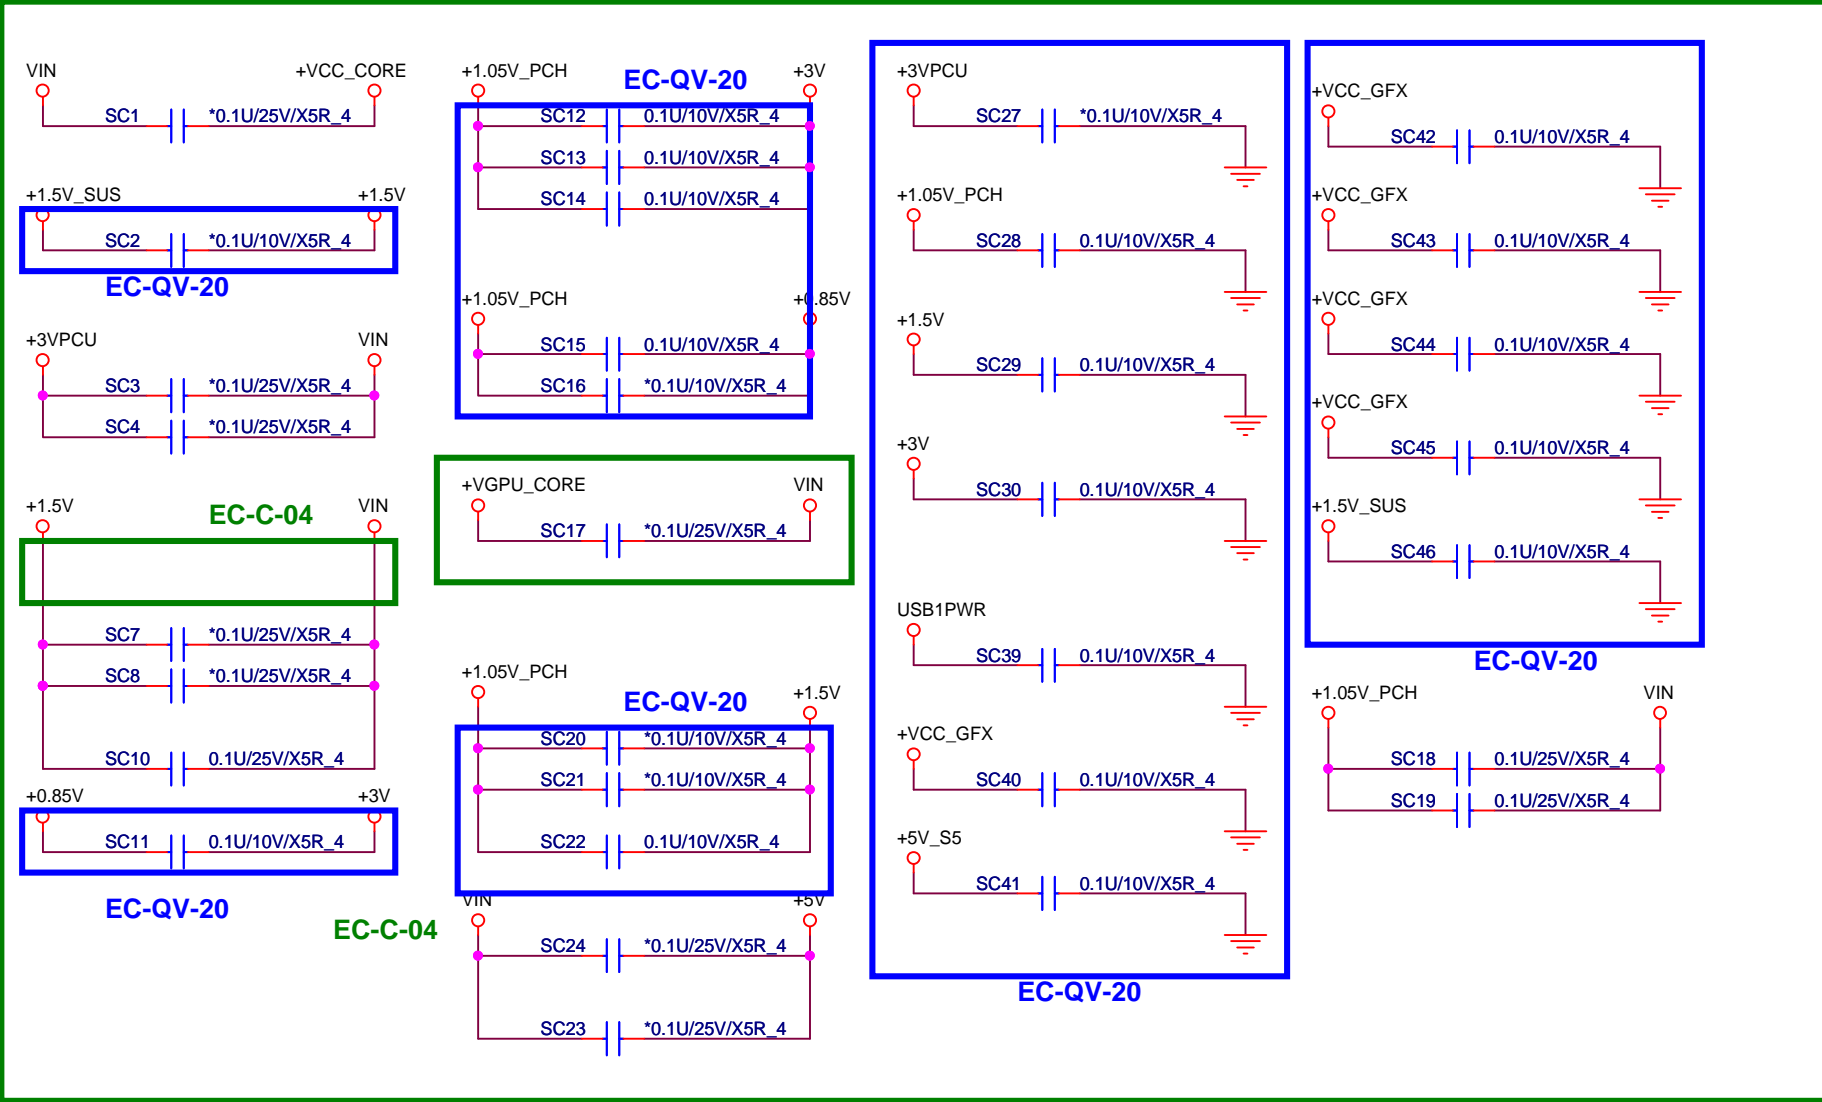 VIN
+VCC_CORE
SC1
*0.1U/25V/X5R_4
+1.5V_SUS
+1.5V
SC2
*0.1U/10V/X5R_4
EC-QV-20
+3VPCU
VIN
SC3
*0.1U/25V/X5R_4
SC4
*0.1U/25V/X5R_4
+1.5V
EC-C-04
VIN
SC7
*0.1U/25V/X5R_4
SC8
*0.1U/25V/X5R_4
SC10
0.1U/25V/X5R_4
+0.85V
+3V
SC11
0.1U/10V/X5R_4
EC-QV-20
+1.05V_PCH
EC-QV-20
+3V
SC12
0.1U/10V/X5R_4
SC13
0.1U/10V/X5R_4
SC14
0.1U/10V/X5R_4
+1.05V_PCH
+0.85V
SC15
0.1U/10V/X5R_4
SC16
*0.1U/10V/X5R_4
+VGPU_CORE
VIN
SC17
*0.1U/25V/X5R_4
+1.05V_PCH
EC-QV-20
+1.5V
SC20
*0.1U/10V/X5R_4
SC21
*0.1U/10V/X5R_4
SC22
0.1U/10V/X5R_4
EC-C-04
VIN
+5V
SC24
*0.1U/25V/X5R_4
SC23
*0.1U/25V/X5R_4
+3VPCU
SC27
*0.1U/10V/X5R_4
+1.05V_PCH
SC28
0.1U/10V/X5R_4
+1.5V
SC29
0.1U/10V/X5R_4
+3V
SC30
0.1U/10V/X5R_4
USB1PWR
SC39
0.1U/10V/X5R_4
+VCC_GFX
SC40
0.1U/10V/X5R_4
+5V_S5
SC41
0.1U/10V/X5R_4
EC-QV-20
+VCC_GFX
SC42
0.1U/10V/X5R_4
+VCC_GFX
SC43
0.1U/10V/X5R_4
+VCC_GFX
SC44
0.1U/10V/X5R_4
+VCC_GFX
SC45
0.1U/10V/X5R_4
+1.5V_SUS
SC46
0.1U/10V/X5R_4
EC-QV-20
+1.05V_PCH
VIN
SC18
0.1U/25V/X5R_4
SC19
0.1U/25V/X5R_4